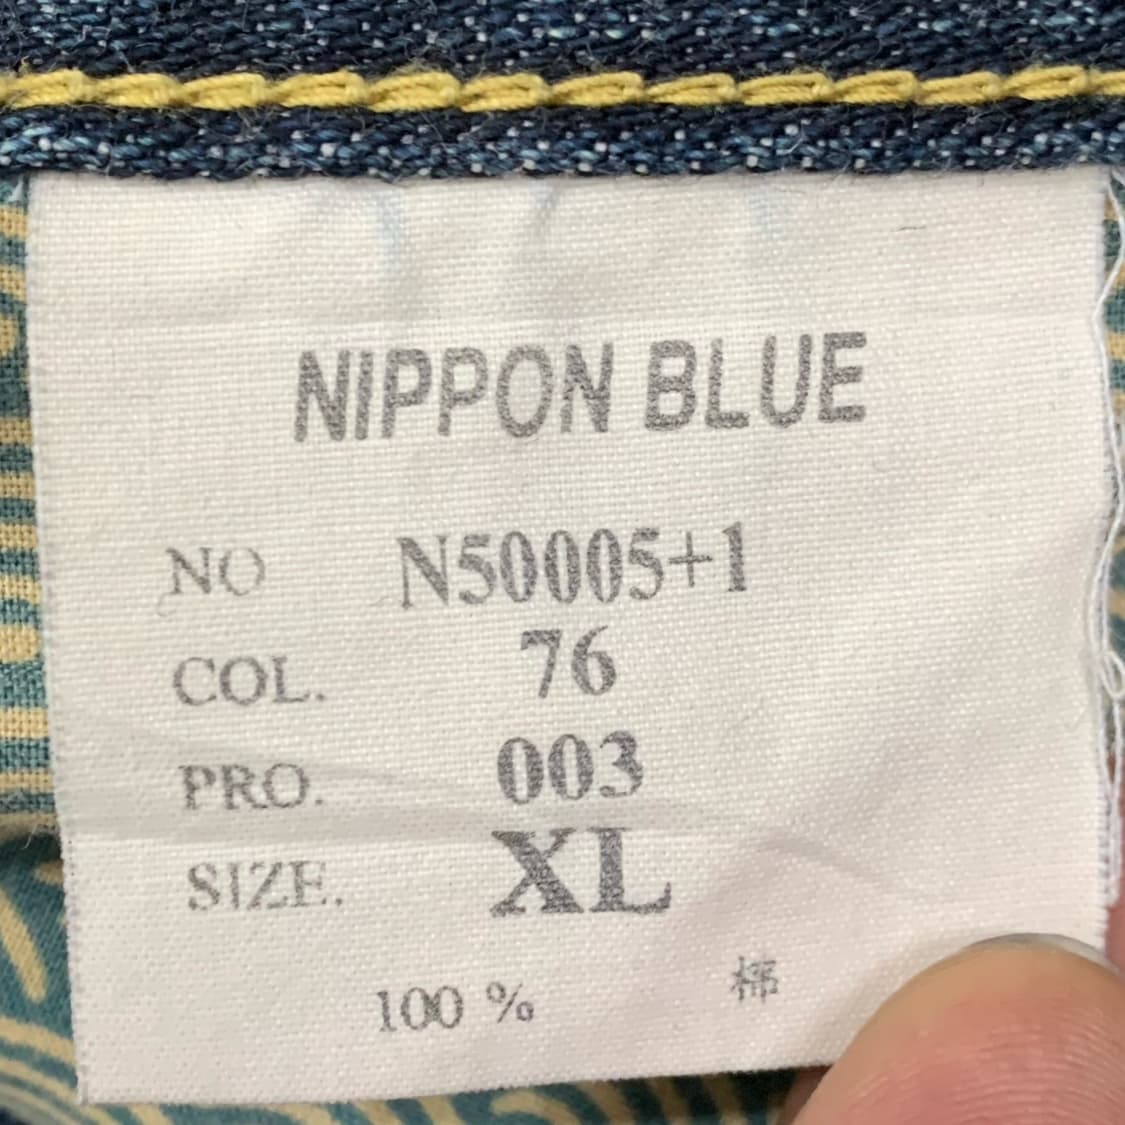 NIPPON BLUE
NO N50005+1
COL. 76
PRO. 003
SIZE. XL
100 % 棉